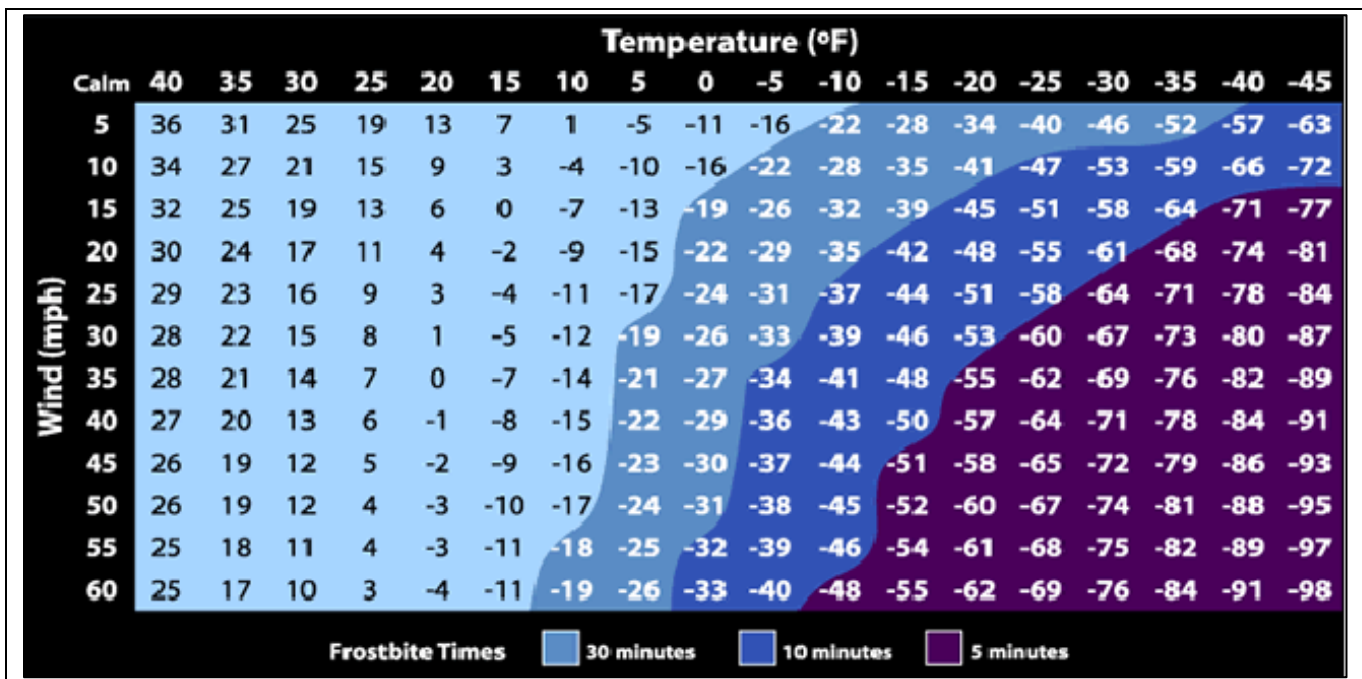 Temperature (ºF)
Calm 40 35 30 25 20 15 10 5 0 -5 -10 -15 -20 -25 -30 -35 -40 -45
5 36 31 25 19 13 7 1 -5 -11 -16 -22 -28 -34 -40 -46 -52 -57 -63
10 34 27 21 15 9 3 -4 -10 -16 -22 -28 -35 -41 -47 -53 -59 -66 -72
15 32 25 19 13 6 0 -7 -13 -19 -26 -32 -39 -45 -51 -58 -64 -71 -77
20 30 24 17 11 4 -2 -9 -15 -22 -29 -35 -42 -48 -55 -61 -68 -74 -81
25 29 23 16 9 3 -4 -11 -17 -24 -31 -37 -44 -51 -58 -64 -71 -78 -84
30 28 22 15 8 1 -5 -12 -19 -26 -33 -39 -46 -53 -60 -67 -73 -80 -87
35 28 21 14 7 0 -7 -14 -21 -27 -34 -41 -48 -55 -62 -69 -76 -82 -89
40 27 20 13 6 -1 -8 -15 -22 -29 -36 -43 -50 -57 -64 -71 -78 -84 -91
45 26 19 12 5 -2 -9 -16 -23 -30 -37 -44 -51 -58 -65 -72 -79 -86 -93
50 26 19 12 4 -3 -10 -17 -24 -31 -38 -45 -52 -60 -67 -74 -81 -88 -95
55 25 18 11 4 -3 -11 -18 -25 -32 -39 -46 -54 -61 -68 -75 -82 -89 -97
60 25 17 10 3 -4 -11 -19 -26 -33 -40 -48 -55 -62 -69 -76 -84 -91 -98
Wind (mph)
Frostbite Times 30 minutes 10 minutes 5 minutes